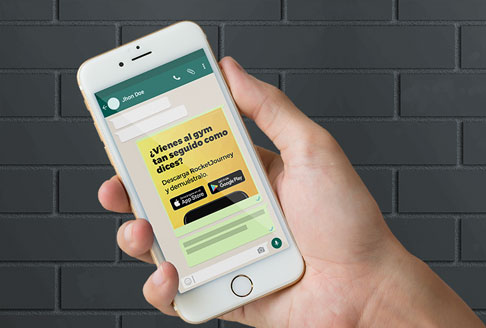 Jhon Doe
¿Vienes al gym
tan seguido como
dices?
Descarga RocketJourney
y demuéstralo.
App Store
Google Play